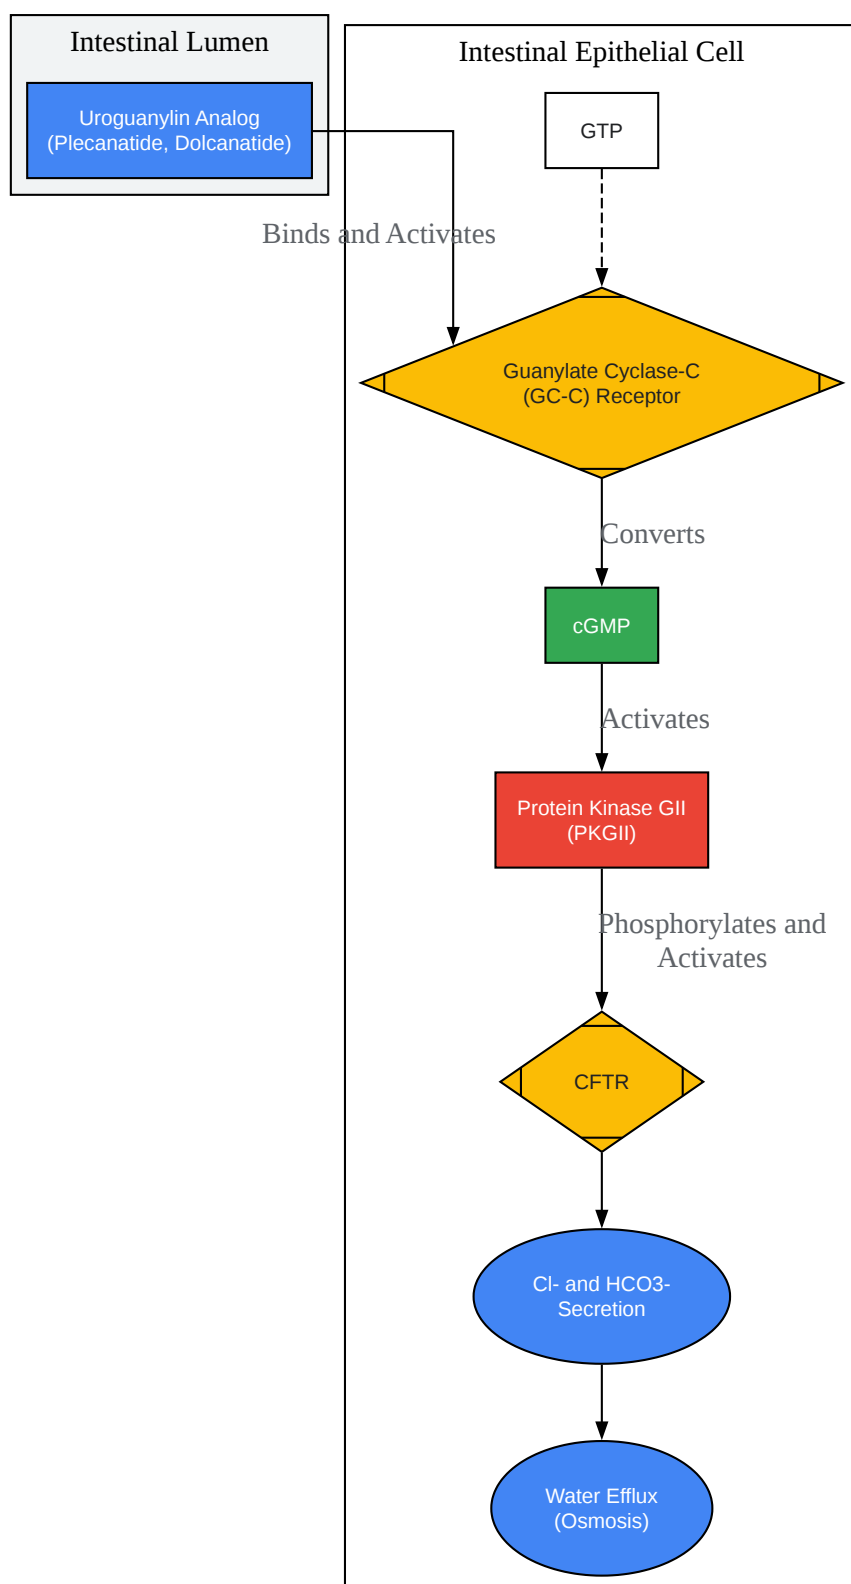 Intestinal Lumen
Uroguanylin Analog
(Plecanatide, Dolcanatide)
Intestinal Epithelial Cell
GTP
Binds and Activates
Guanylate Cyclase-C
(GC-C) Receptor
Converts
cGMP
Activates
Protein Kinase GII
(PKGII)
Phosphorylates and
Activates
CFTR
Cl- and HCO3-
Secretion
Water Efflux
(Osmosis)